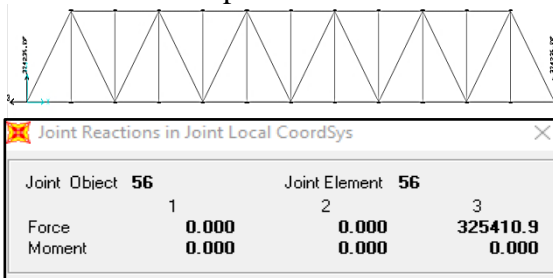 Joint Reactions in Joint Local CoordSys
Joint Object 56 Joint Element 56
1 2 3
Force 0.000 0.000 325410.9
Moment 0.000 0.000 0.000